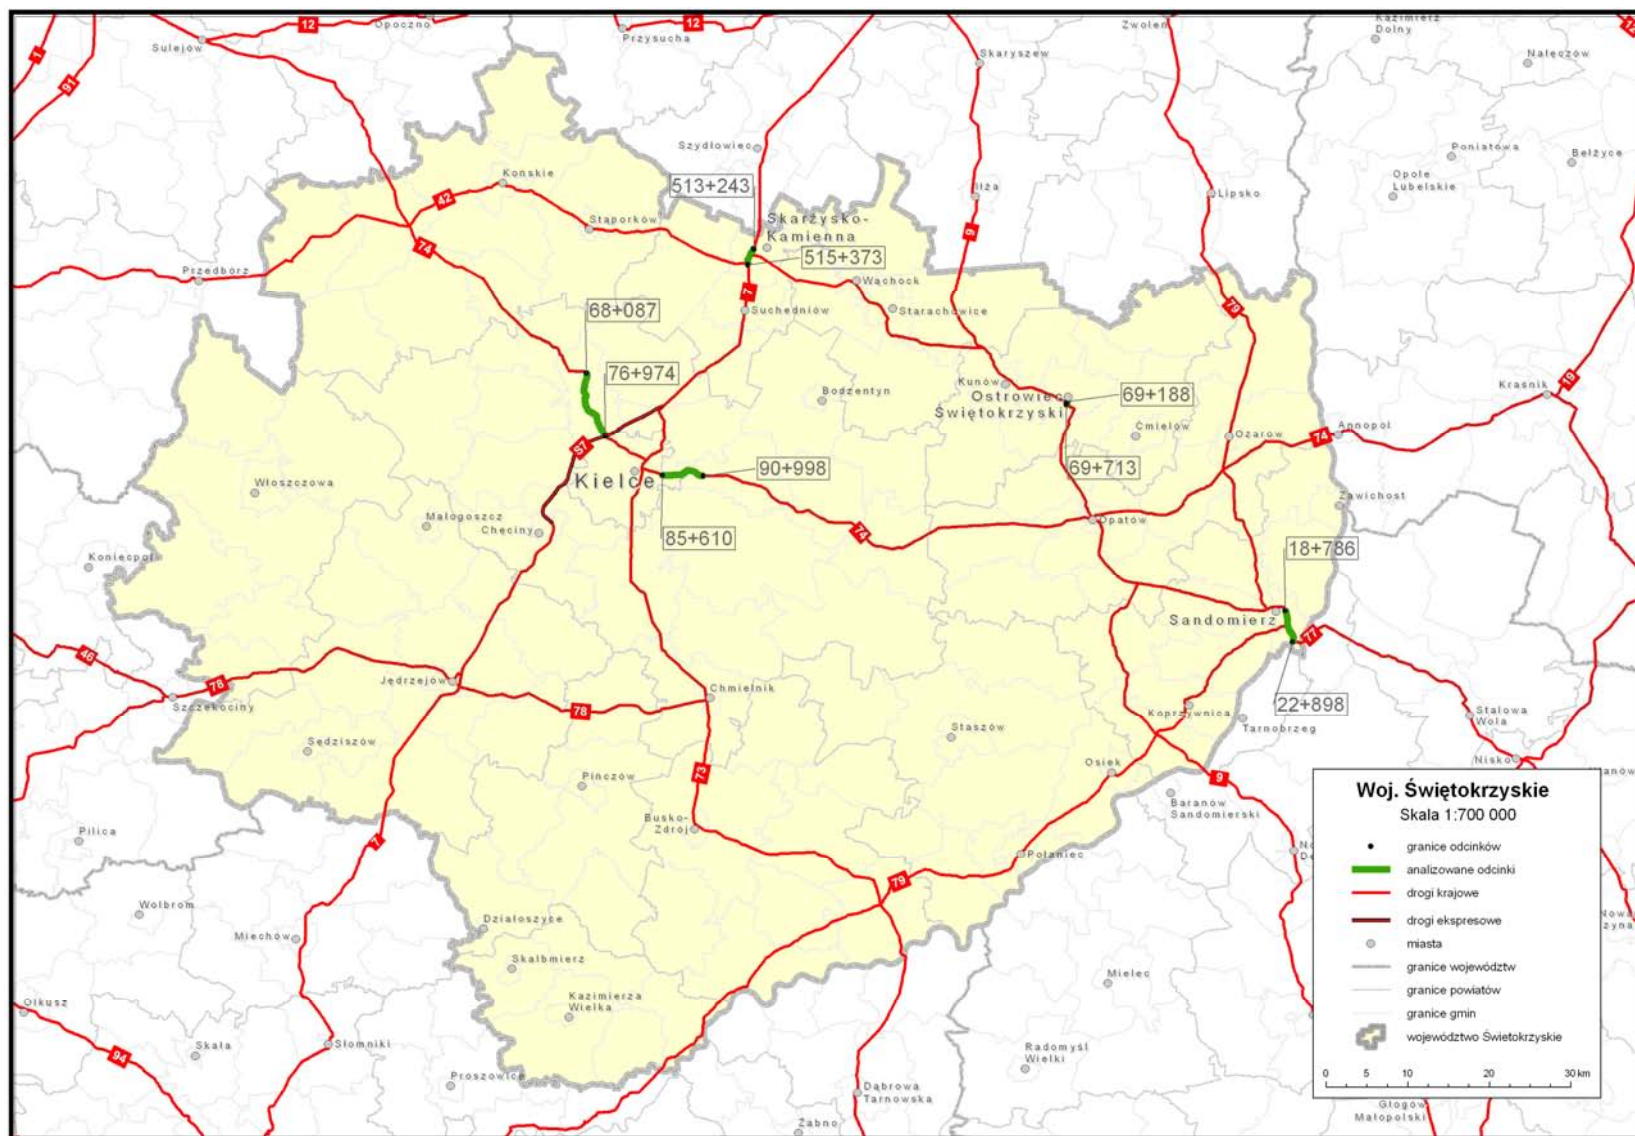 12
12
12
Opoczno
Sulejów
Przysucha
Zwoleń
Kazimierz
Dolny
1
91
Skaryszew
Nałęczów
Szydłowiec
Poniatowa
Bełżyce
Końskie
513+243
Opole
Lubelskie
42
Iłża
Lipsko
Stąporków
Skarżysko-
Kamienna
9
74
515+373
Przedbórz
Wąchock
7
79
68+087
Suchedniów
Starachowice
76+974
Bodzentyn
Kunów
Ostrowiec
Świętokrzyski
69+188
19
Kraśnik
Ćmielów
Ożarów
74
Annopol
S7
90+998
69+713
Kielce
Włoszczowa
Zawichost
Małogoszcz
Chęciny
85+610
74
Opatów
18+786
Koniecpol
Sandomierz
77
46
78
Jędrzejów
Szczekociny
78
Chmielnik
22+898
Koprzywnica
Tarnobrzeg
Stalowa
Wola
Sędziszów
Staszów
Osiek
Nisko
Pinczów
73
9
Baranów
Sandomierski
Busko-
Zdrój
Pilica
7
Połaniec
79
Wolbrom
Miechów
Działoszyce
Skalbmierz
Kazimierza
Wielka
Mielec
Olkusz
94
Skała
Słomniki
Proszowice
Radomyśl
Wielki
Dąbrowa
Tarnowska
Żabno
Głogów
Małopolski
Woj. Świętokrzyskie
Skala 1:700 000
granice odcinków
analizowane odcinki
drogi krajowe
drogi ekspresowe
miasta
granice województw
granice powiatów
granice gmin
województwo Świetokrzyskie
0 5 10 20 30 km